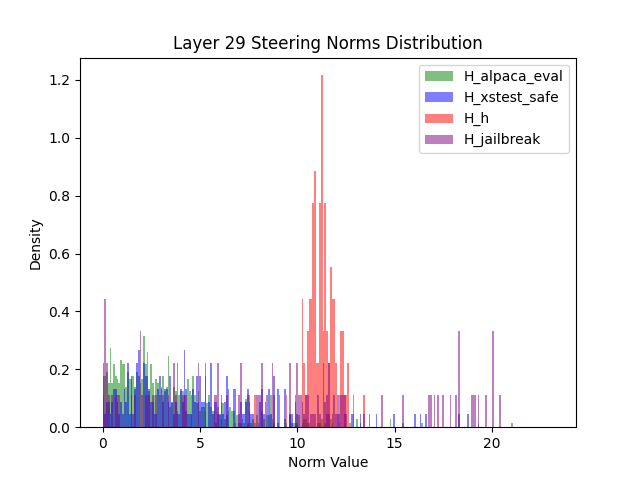 Layer 29 Steering Norms Distribution
H_alpaca_eval
H_xstest_safe
H_h
H_jailbreak
1.2
1.0
0.8
0.6
0.4
0.2
0.0
Density
0
5
10
15
20
Norm Value